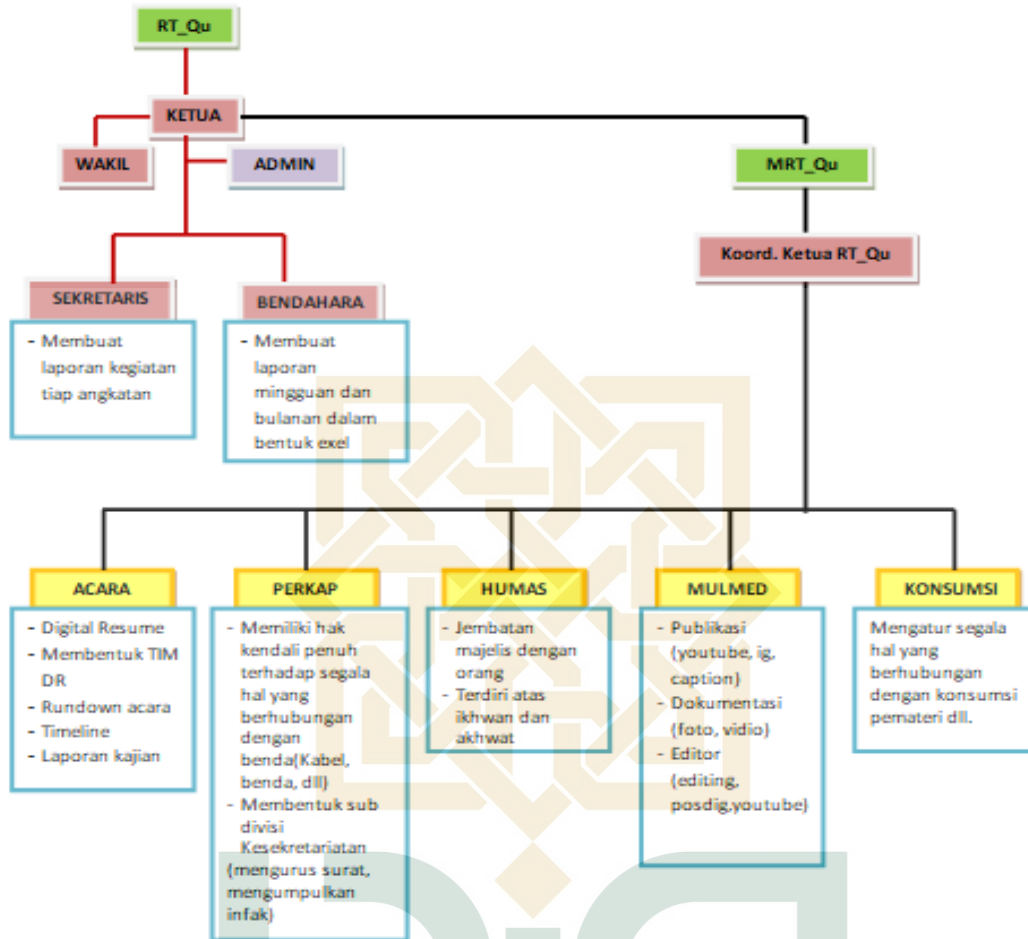 RT_Qu
KETUA
WAKIL
ADMIN
MRT_Qu
Koord. Ketua RT_Qu
SEKRETARIS
- Membuat
laporan kegiatan
tiap angkatan
BENDAHARA
- Membuat
laporan
mingguan dan
bulanan dalam
bentuk exel
ACARA
- Digital Resume
- Membentuk TIM
DR
- Rundown acara
- Timeline
- Laporan kajian
PERKAP
- Memiliki hak
kendali penuh
terhadap segala
hal yang
berhubungan
dengan
benda(Kabel,
benda, dll)
- Membentuk sub
divisi
Kesekretariatan
(mengurus surat,
mengumpulkan
infak)
HUMAS
- Jembatan
majelis dengan
orang
- Terdiri atas
ikhwan dan
akhwat
MULMED
- Publikasi
(youtube, ig,
caption)
- Dokumentasi
(foto, vidio)
- Editor
(editing,
posdig,youtube)
KONSUMSI
Mengatur segala
hal yang
berhubungan
dengan konsumsi
pemateri dll.